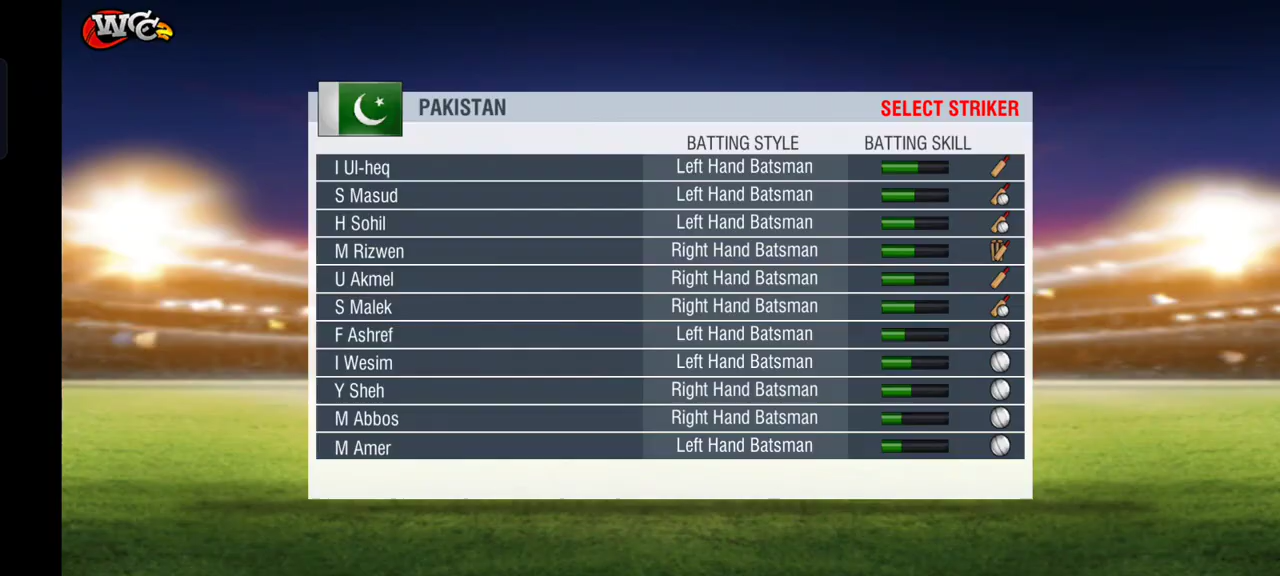 WCC2
PAKISTAN SELECT STRIKER
BATTING STYLE BATTING SKILL
I Ul-heq Left Hand Batsman
S Masud Left Hand Batsman
H Sohil Left Hand Batsman
M Rizwen Right Hand Batsman
U Akmel Right Hand Batsman
S Malek Right Hand Batsman
F Ashref Left Hand Batsman
I Wesim Left Hand Batsman
Y Sheh Right Hand Batsman
M Abbos Right Hand Batsman
M Amer Left Hand Batsman